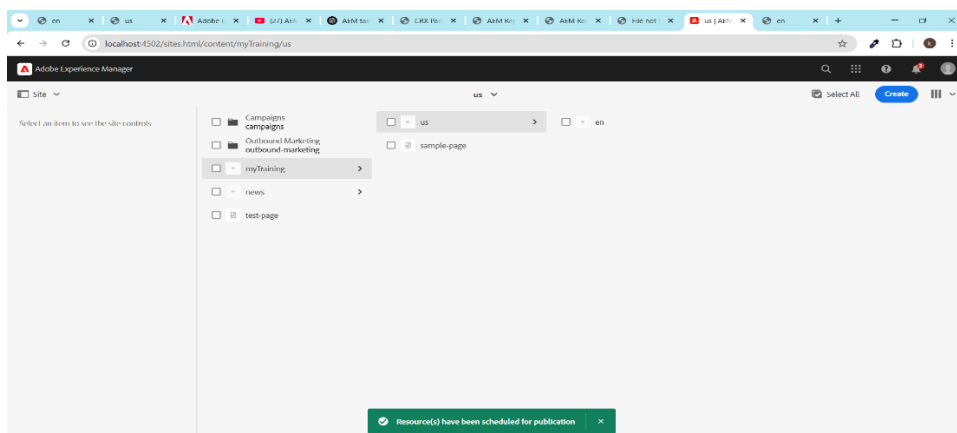 en
us
Adobe
(27) AEM
AEM
CRX
AEM
AEM
File not
us | AEM
en
localhost:4502/sites.html/content/myTraining/us
k
Adobe Experience Manager
Site
us
Select All
Create
Select an item to see the site controls
Campaigns
campaigns
Outbound Marketing
outbound-marketing
myTraining
news
test-page
us
sample-page
en
Resource(s) have been scheduled for publication